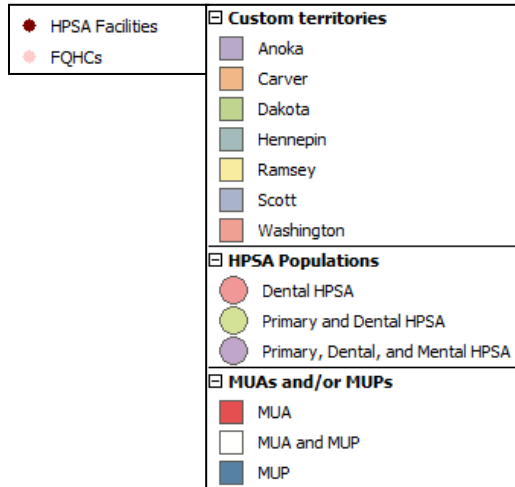 HPSA Facilities
FQHCs
Custom territories
Anoka
Carver
Dakota
Hennepin
Ramsey
Scott
Washington
HPSA Populations
Dental HPSA
Primary and Dental HPSA
Primary, Dental, and Mental HPSA
MUAs and/or MUPs
MUA
MUA and MUP
MUP